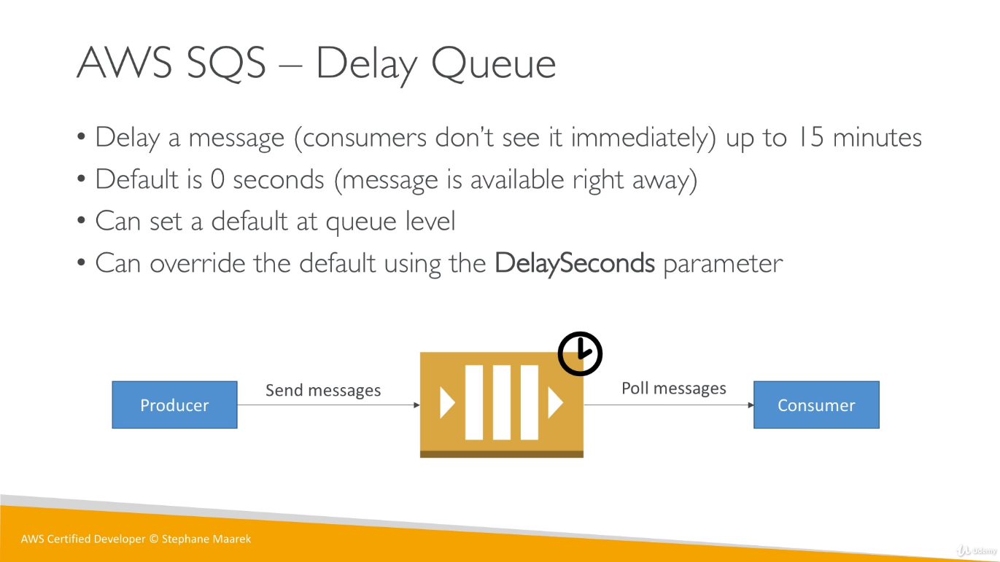 AWS SQS – Delay Queue
• Delay a message (consumers don't see it immediately) up to 15 minutes
• Default is 0 seconds (message is available right away)
• Can set a default at queue level
• Can override the default using the DelaySeconds parameter
Producer
Send messages
Poll messages
Consumer
AWS Certified Developer © Stephane Maarek
Udemy